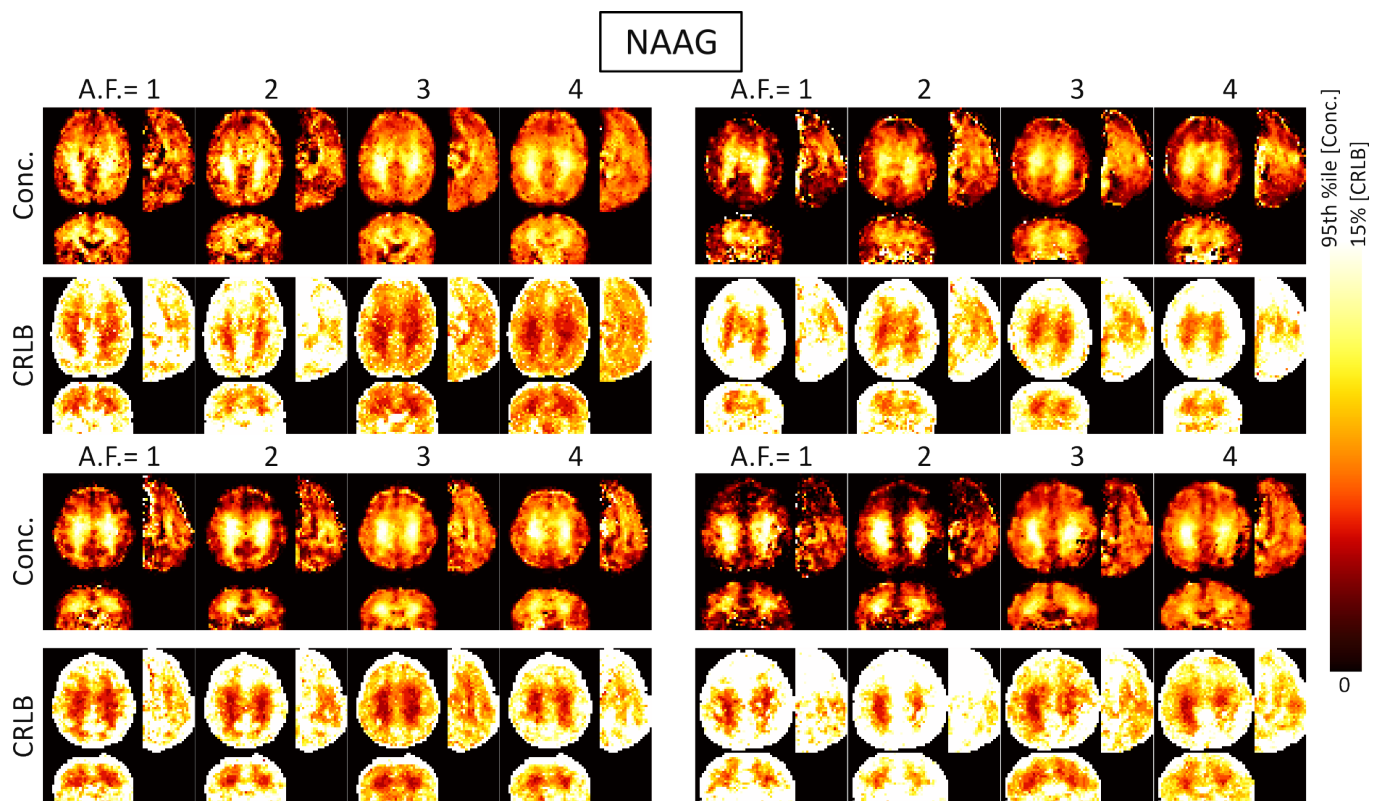 NAAG
A.F.= 1 2 3 4 A.F.= 1 2 3 4
Conc.
CRLB
95th %ile [Conc.]
15% [CRLB]
A.F.= 1 2 3 4 A.F.= 1 2 3 4
Conc.
CRLB
0